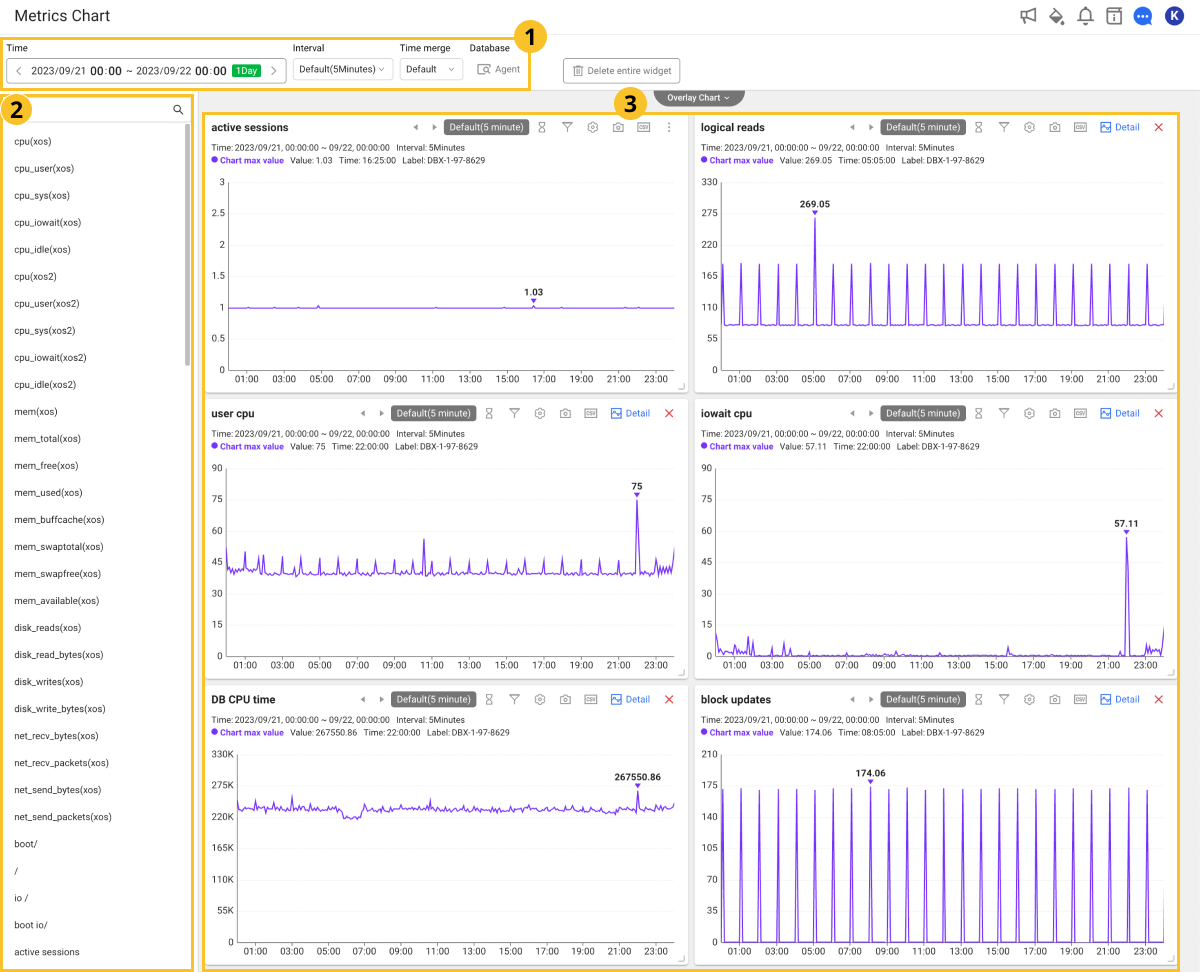 Metrics Chart
K
1
Time Interval Time merge Database
2023/09/21 00:00 ~ 2023/09/22 00:00 1Day Default(5Minutes) Default Agent Delete entire widget
2
3
Overlay Chart
cpu(xos)
cpu_user(xos)
cpu_sys(xos)
cpu_iowait(xos)
cpu_idle(xos)
cpu(xos2)
cpu_user(xos2)
cpu_sys(xos2)
cpu_iowait(xos2)
cpu_idle(xos2)
mem(xos)
mem_total(xos)
mem_free(xos)
mem_used(xos)
mem_buffcache(xos)
mem_swaptotal(xos)
mem_swapfree(xos)
mem_available(xos)
disk_reads(xos)
disk_read_bytes(xos)
disk_writes(xos)
disk_write_bytes(xos)
net_recv_bytes(xos)
net_recv_packets(xos)
net_send_bytes(xos)
net_send_packets(xos)
boot/
/
io /
boot io/
active sessions
active sessions Default(5 minute) CSV
Time: 2023/09/21, 00:00:00 ~ 09/22, 00:00:00 Interval: 5Minutes
Chart max value Value: 1.03 Time: 16:25:00 Label: DBX-1-97-8629
3
2.5
2
1.5
1
0.5
0
1.03
01:00 03:00 05:00 07:00 09:00 11:00 13:00 15:00 17:00 19:00 21:00 23:00
logical reads Default(5 minute) CSV Detail
Time: 2023/09/21, 00:00:00 ~ 09/22, 00:00:00 Interval: 5Minutes
Chart max value Value: 269.05 Time: 05:05:00 Label: DBX-1-97-8629
330
275
220
165
110
55
0
269.05
01:00 03:00 05:00 07:00 09:00 11:00 13:00 15:00 17:00 19:00 21:00 23:00
user cpu Default(5 minute) CSV Detail
Time: 2023/09/21, 00:00:00 ~ 09/22, 00:00:00 Interval: 5Minutes
Chart max value Value: 75 Time: 22:00:00 Label: DBX-1-97-8629
90
75
60
45
30
15
0
75
01:00 03:00 05:00 07:00 09:00 11:00 13:00 15:00 17:00 19:00 21:00 23:00
iowait cpu Default(5 minute) CSV Detail
Time: 2023/09/21, 00:00:00 ~ 09/22, 00:00:00 Interval: 5Minutes
Chart max value Value: 57.11 Time: 22:00:00 Label: DBX-1-97-8629
90
75
60
45
30
15
0
57.11
01:00 03:00 05:00 07:00 09:00 11:00 13:00 15:00 17:00 19:00 21:00 23:00
DB CPU time Default(5 minute) CSV Detail
Time: 2023/09/21, 00:00:00 ~ 09/22, 00:00:00 Interval: 5Minutes
Chart max value Value: 267550.86 Time: 22:00:00 Label: DBX-1-97-8629
330K
275K
220K
165K
110K
55K
0
267550.86
01:00 03:00 05:00 07:00 09:00 11:00 13:00 15:00 17:00 19:00 21:00 23:00
block updates Default(5 minute) CSV Detail
Time: 2023/09/21, 00:00:00 ~ 09/22, 00:00:00 Interval: 5Minutes
Chart max value Value: 174.06 Time: 08:05:00 Label: DBX-1-97-8629
210
175
140
105
70
35
0
174.06
01:00 03:00 05:00 07:00 09:00 11:00 13:00 15:00 17:00 19:00 21:00 23:00